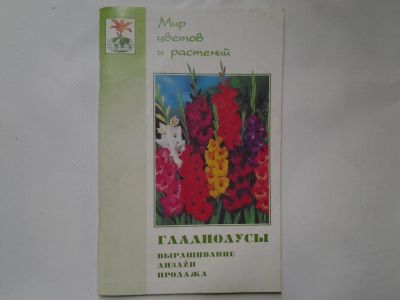 Мир
цветов
и растений
ГЛАДИОЛУСЫ
ВЫРАЩИВАНИЕ
ДИЗАЙН
ПРОДАЖА